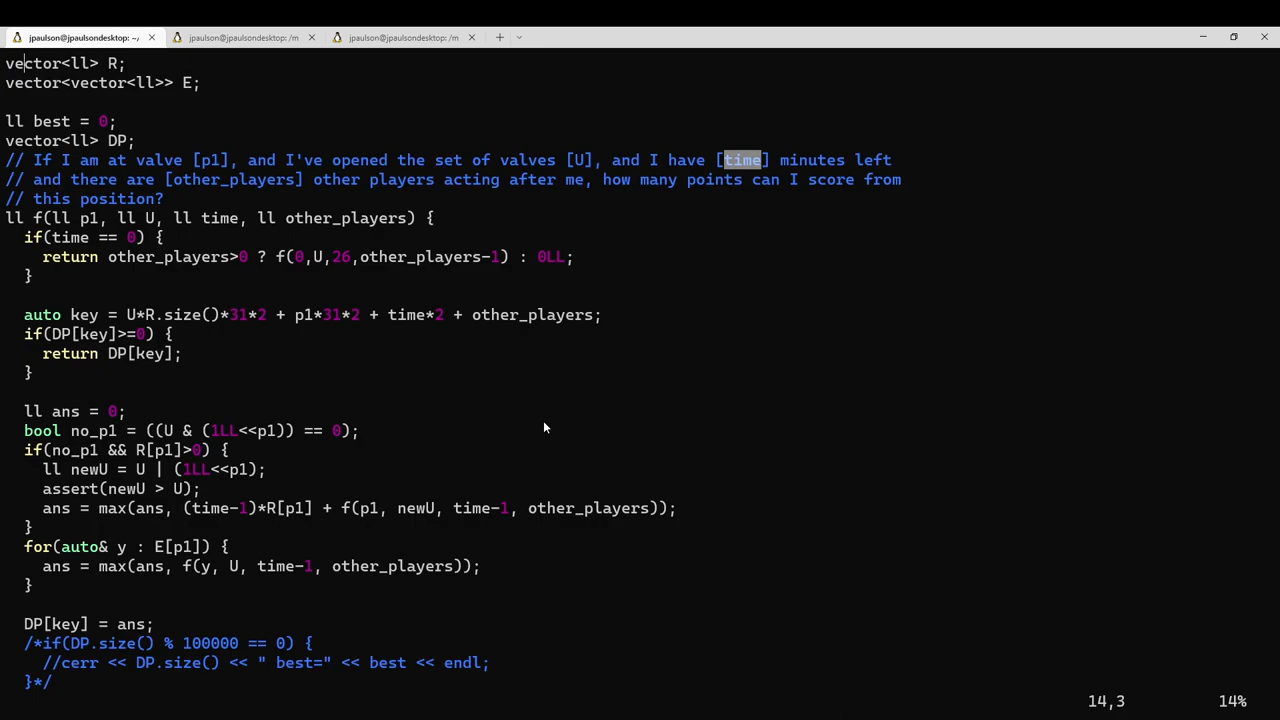 jpaulson@jpaulsondesktop: ~/
jpaulson@jpaulsondesktop: /m
jpaulson@jpaulsondesktop: /m
vector<ll> R;
vector<vector<ll>> E;
ll best = 0;
vector<ll> DP;
// If I am at valve [p1], and I've opened the set of valves [U], and I have [time] minutes left
// and there are [other_players] other players acting after me, how many points can I score from
// this position?
ll f(ll p1, ll U, ll time, ll other_players) {
  if(time == 0) {
    return other_players>0 ? f(0,U,26,other_players-1) : 0LL;
  }
  auto key = U*R.size()*31*2 + p1*31*2 + time*2 + other_players;
  if(DP[key]>=0) {
    return DP[key];
  }
  ll ans = 0;
  bool no_p1 = ((U & (1LL<<p1)) == 0);
  if(no_p1 && R[p1]>0) {
    ll newU = U | (1LL<<p1);
    assert(newU > U);
    ans = max(ans, (time-1)*R[p1] + f(p1, newU, time-1, other_players));
  }
  for(auto& y : E[p1]) {
    ans = max(ans, f(y, U, time-1, other_players));
  }
  DP[key] = ans;
  /*if(DP.size() % 100000 == 0) {
    //cerr << DP.size() << " best=" << best << endl;
  }*/
14,3
14%